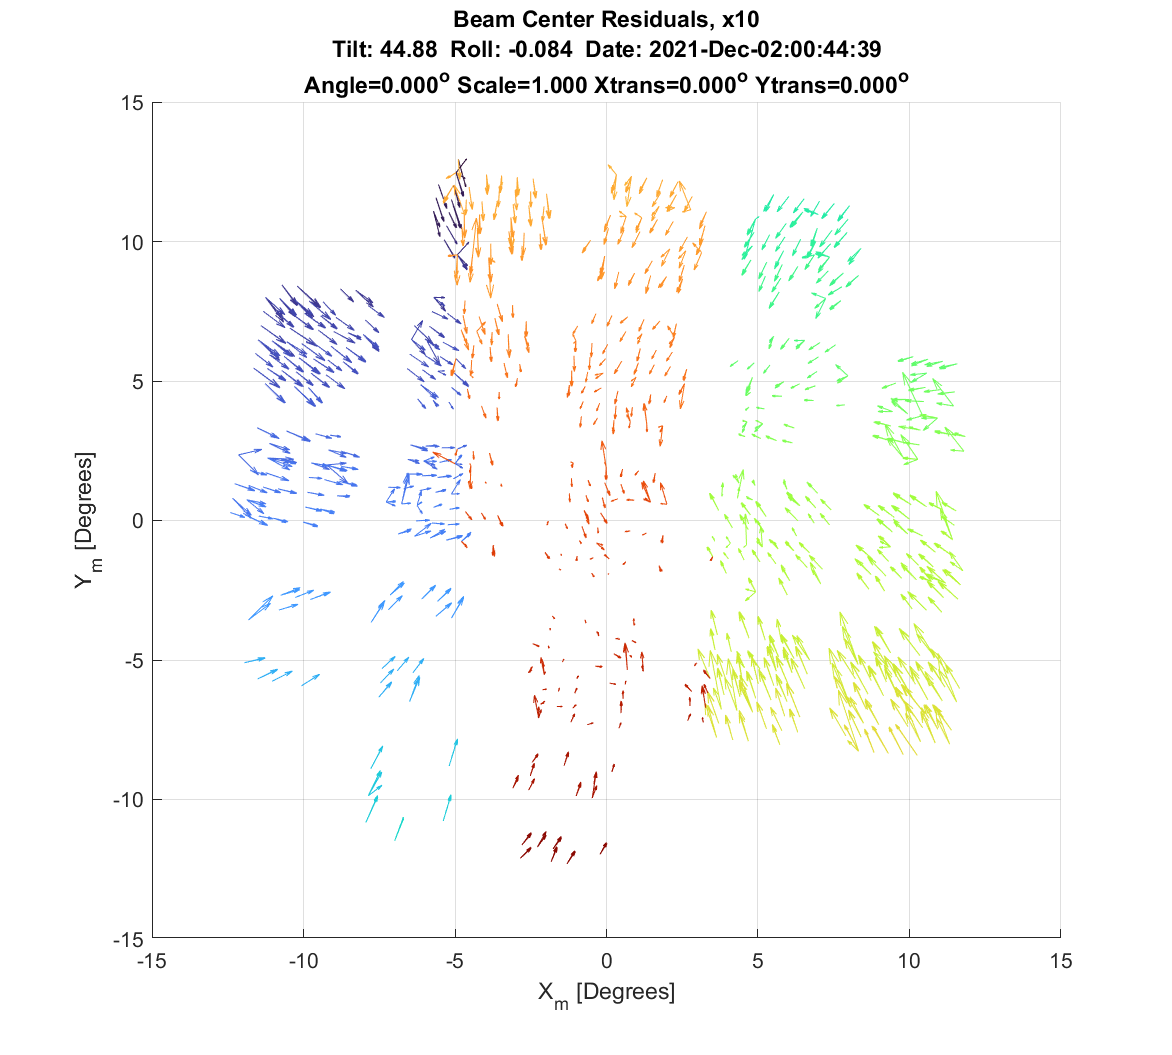 Beam Center Residuals, x10
Tilt: 44.88  Roll: -0.084  Date: 2021-Dec-02:00:44:39
Angle=0.000° Scale=1.000 Xtrans=0.000° Ytrans=0.000°
15
10
5
0
-5
-10
-15
Y_m [Degrees]
-15 -10 -5 0 5 10 15
X_m [Degrees]